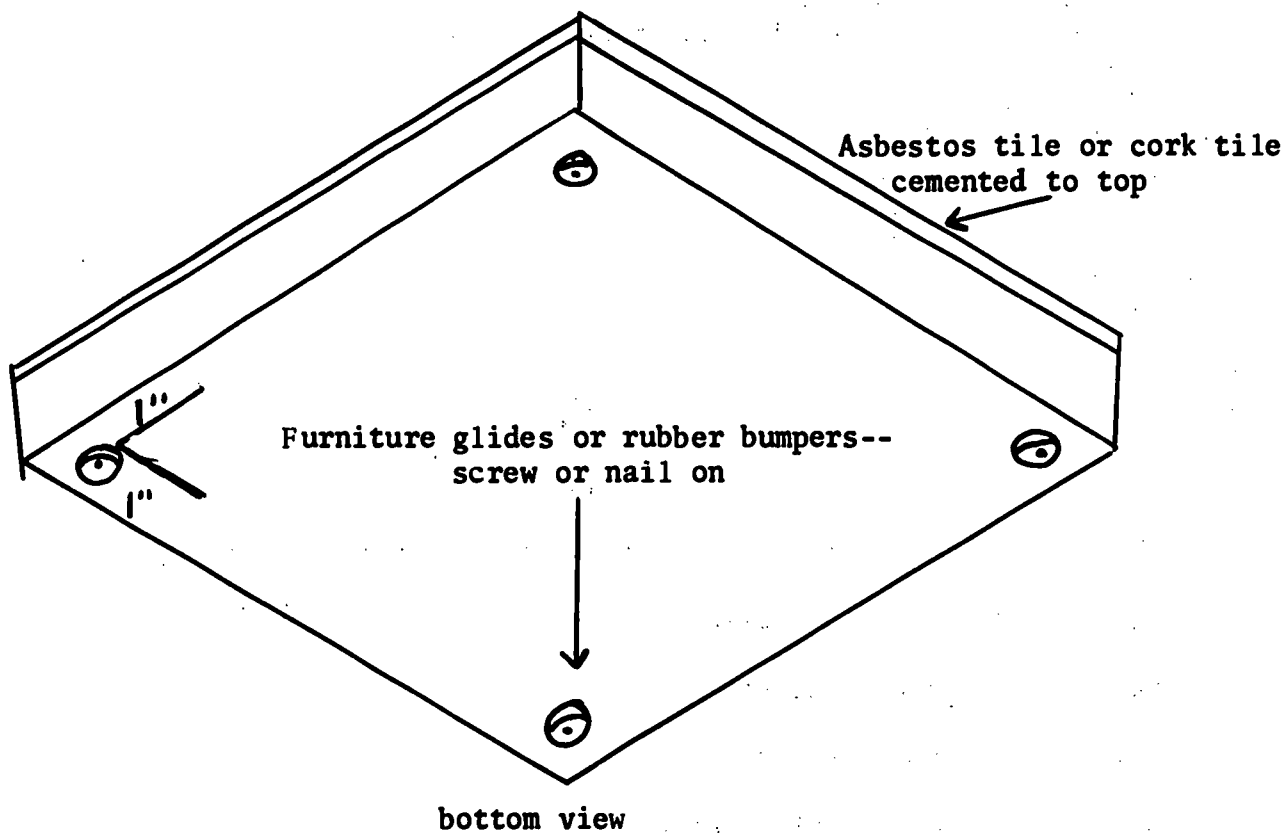 Asbestos tile or cork tile
cemented to top
1"
Furniture glides or rubber bumpers--
screw or nail on
1"
bottom view